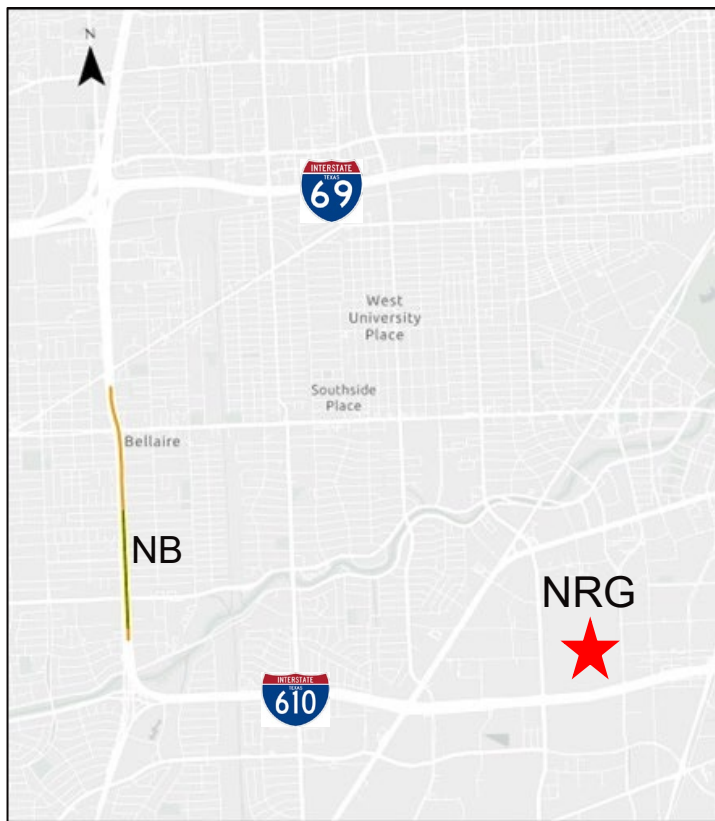 N
INTERSTATE
TEXAS
69
West
University
Place
Southside
Place
Bellaire
NB
NRG
INTERSTATE
TEXAS
610